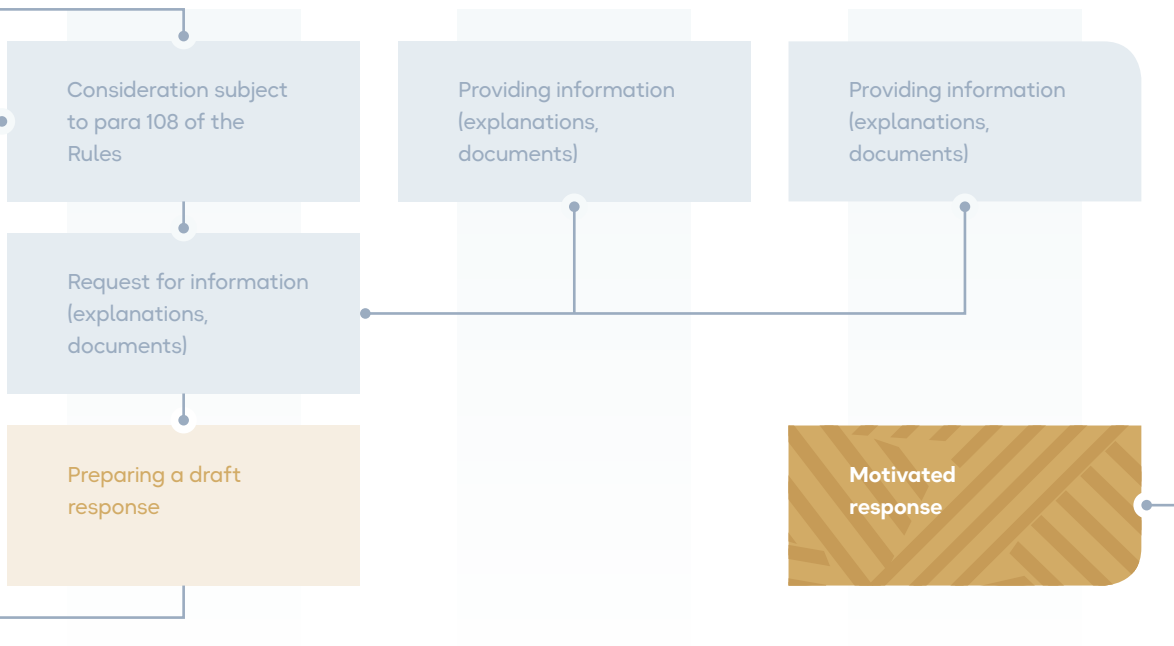 Consideration subject
to para 108 of the
Rules
Providing information
(explanations,
documents)
Providing information
(explanations,
documents)
Request for information
(explanations,
documents)
Preparing a draft
response
Motivated
response